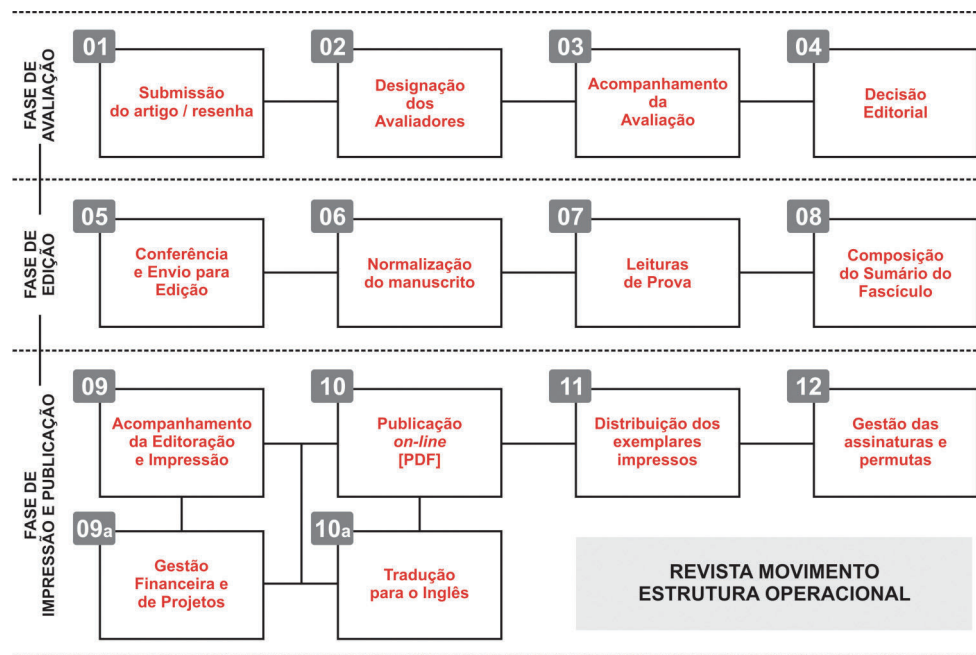 FASE DE
AVALIAÇÃO
01
Submissão
do artigo / resenha
02
Designação
dos
Avaliadores
03
Acompanhamento
da
Avaliação
04
Decisão
Editorial
FASE DE
EDIÇÃO
05
Conferência
e Envio para
Edição
06
Normalização
do manuscrito
07
Leituras
de Prova
08
Composição
do Sumário do
Fascículo
FASE DE
IMPRESSÃO E PUBLICAÇÃO
09
Acompanhamento
da Editoração
e Impressão
10
Publicação
on-line
[PDF]
11
Distribuição dos
exemplares
impressos
12
Gestão das
assinaturas e
permutas
09a
Gestão
Financeira e
de Projetos
10a
Tradução
para o Inglês
REVISTA MOVIMENTO
ESTRUTURA OPERACIONAL